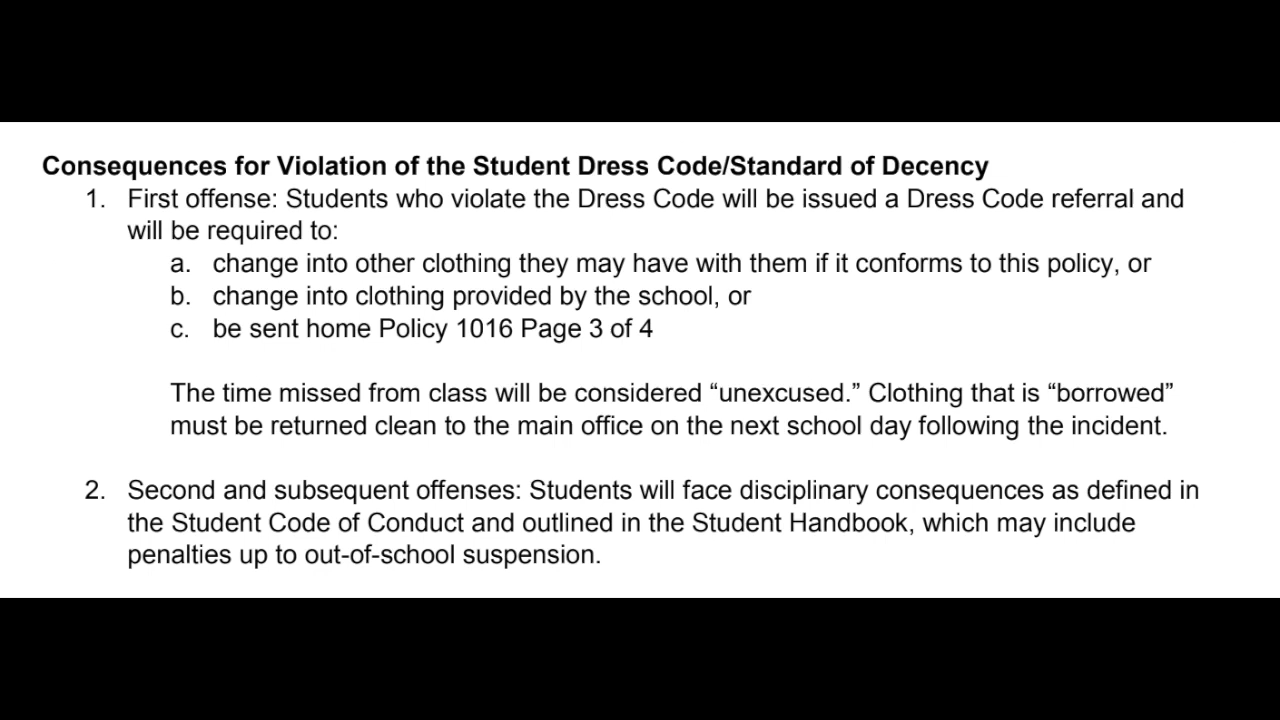 Consequences for Violation of the Student Dress Code/Standard of Decency
1. First offense: Students who violate the Dress Code will be issued a Dress Code referral and
will be required to:
a. change into other clothing they may have with them if it conforms to this policy, or
b. change into clothing provided by the school, or
c. be sent home Policy 1016 Page 3 of 4
The time missed from class will be considered “unexcused.” Clothing that is “borrowed”
must be returned clean to the main office on the next school day following the incident.
2. Second and subsequent offenses: Students will face disciplinary consequences as defined in
the Student Code of Conduct and outlined in the Student Handbook, which may include
penalties up to out-of-school suspension.